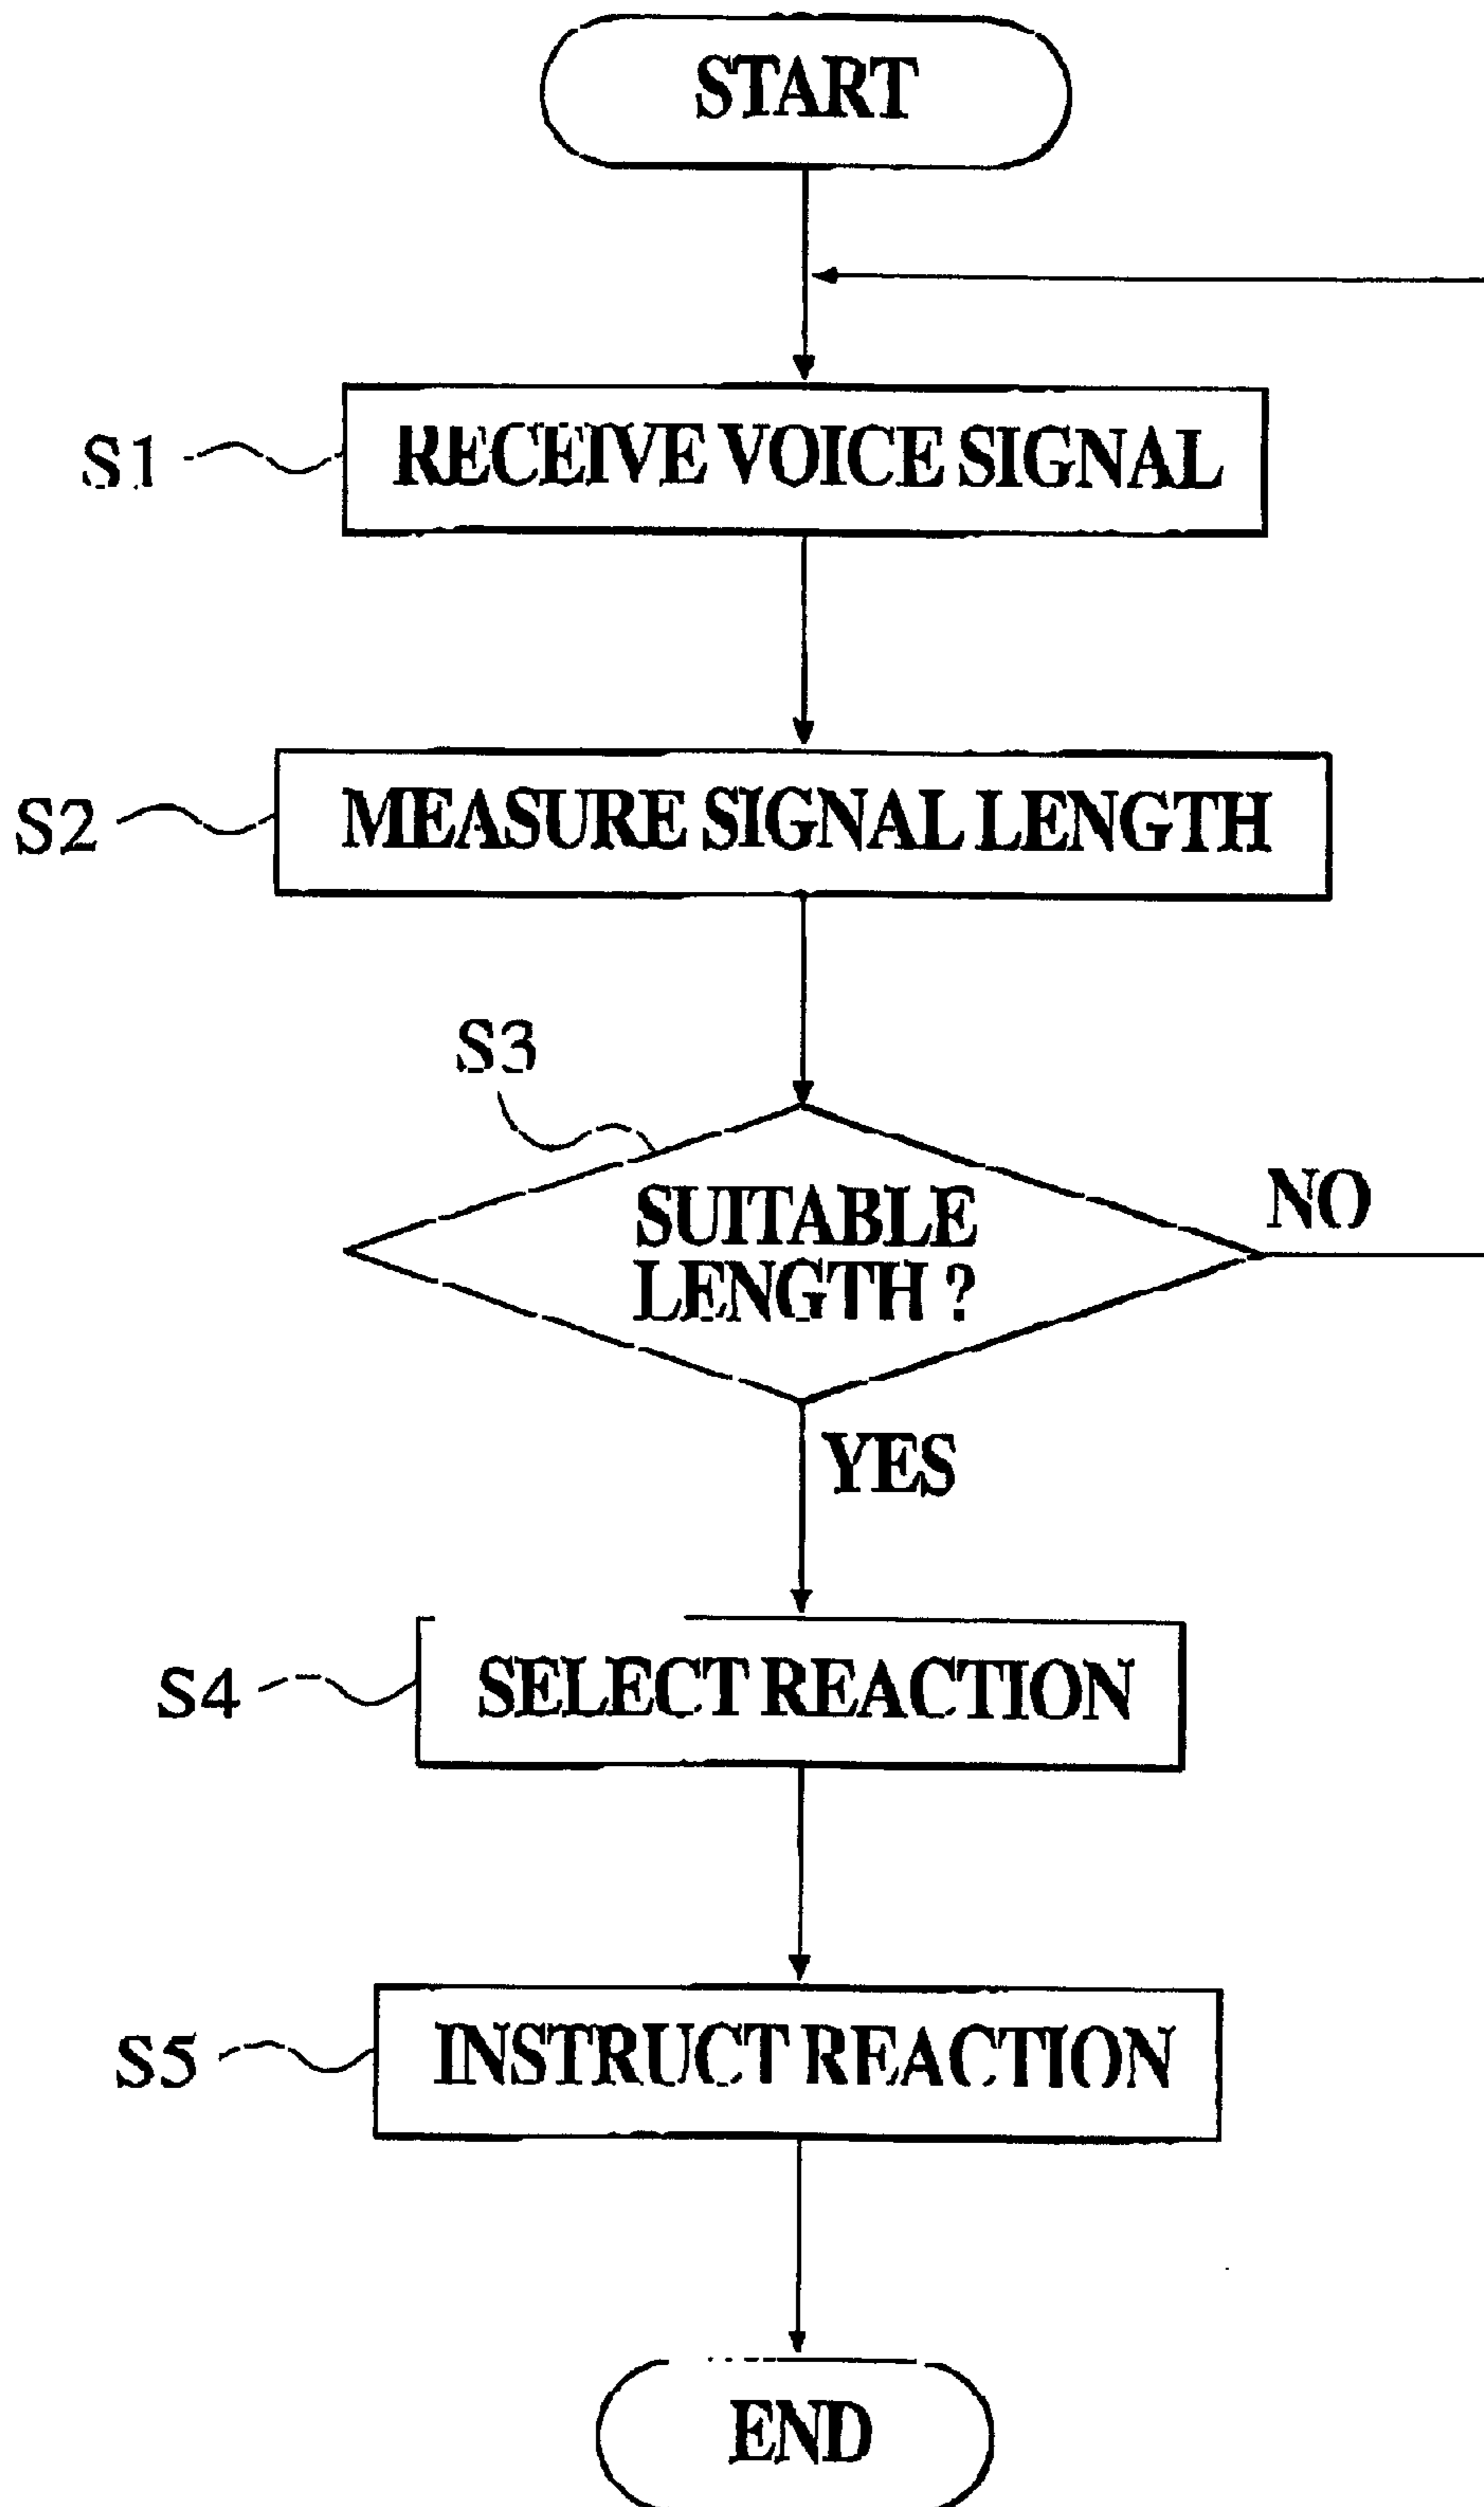 START
S1
RECEIVE VOICE SIGNAL
S2
MEASURE SIGNAL LENGTH
S3
SUITABLE
LENGTH ?
NO
YES
S4
SELECT REACTION
S5
INSTRUCT REACTION
END